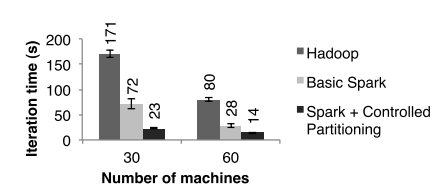 171
72
23
80
28
14
200
150
100
50
0
Iteration time (s)
30
60
Number of machines
Hadoop
Basic Spark
Spark + Controlled
Partitioning